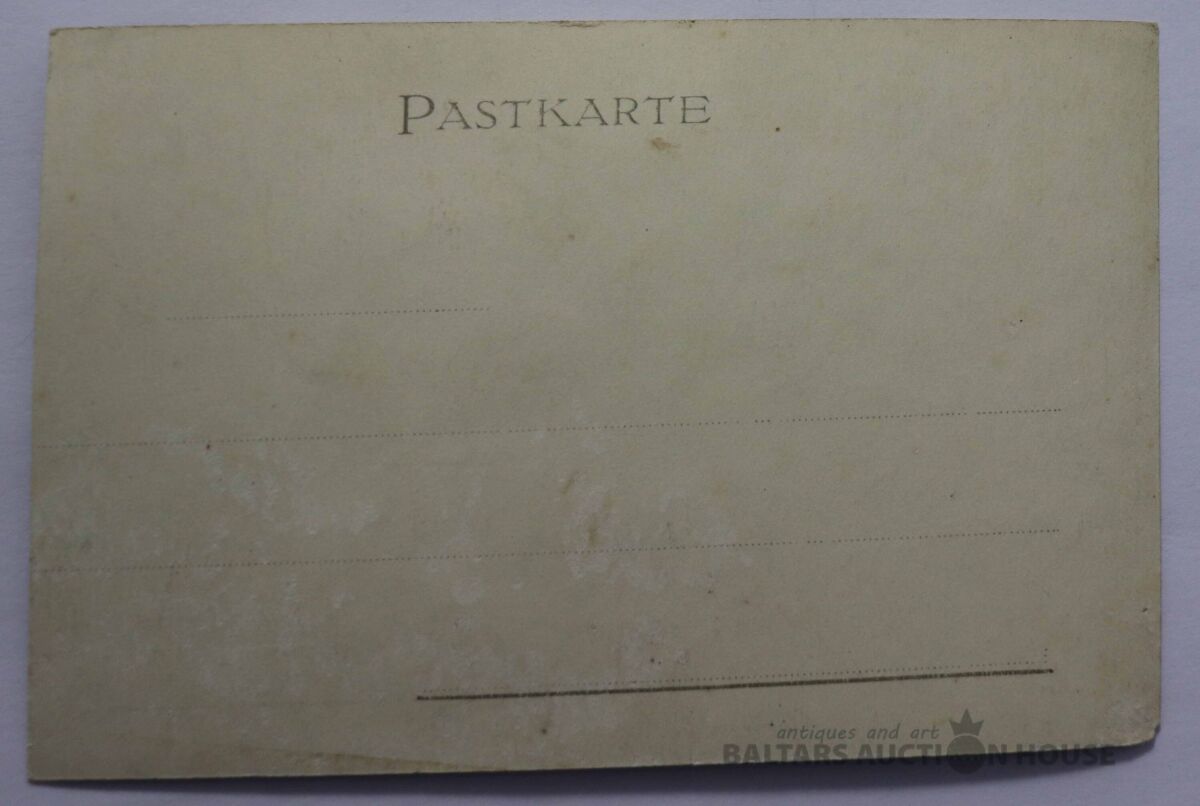 PASTKARTE
antiques and art
BALTARS AUCTION HOUSE